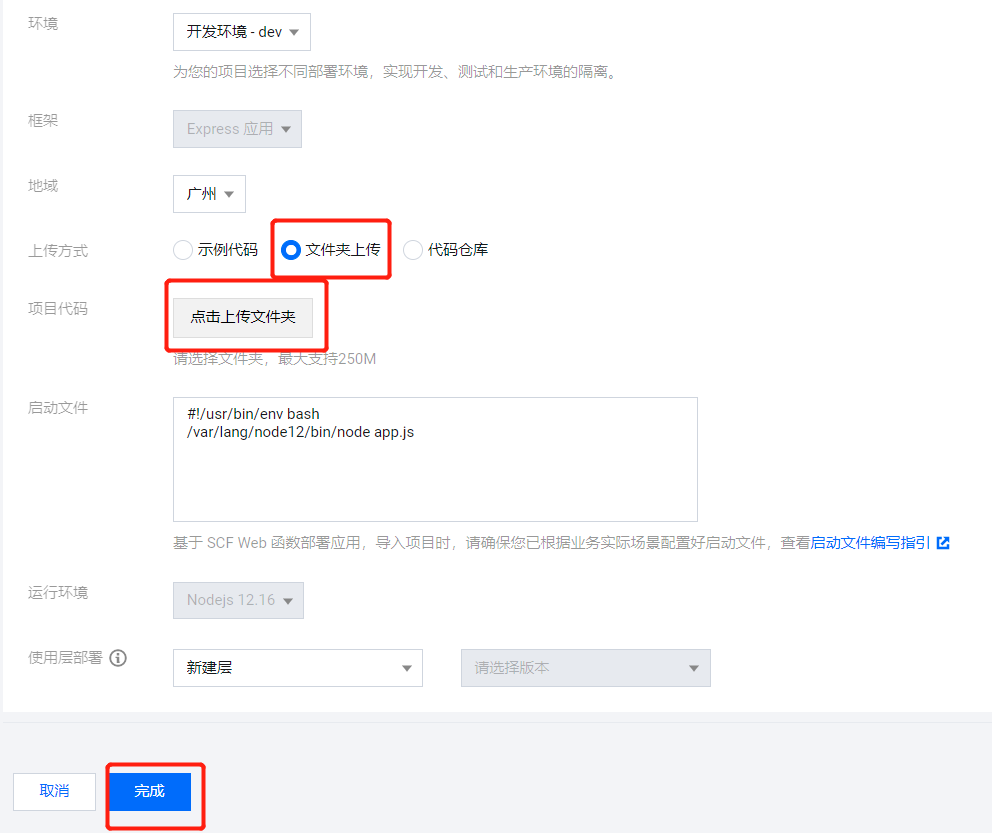 环境
开发环境 - dev
为您的项目选择不同部署环境，实现开发、测试和生产环境的隔离。
框架
Express 应用
地域
广州
上传方式
示例代码 文件夹上传 代码仓库
项目代码
点击上传文件夹
请选择文件夹，最大支持250M
启动文件
#!/usr/bin/env bash
/var/lang/node12/bin/node app.js
基于 SCF Web 函数部署应用，导入项目时，请确保您已根据业务实际场景配置好启动文件，查看启动文件编写指引
运行环境
Nodejs 12.16
使用层部署
新建层 请选择版本
取消 完成